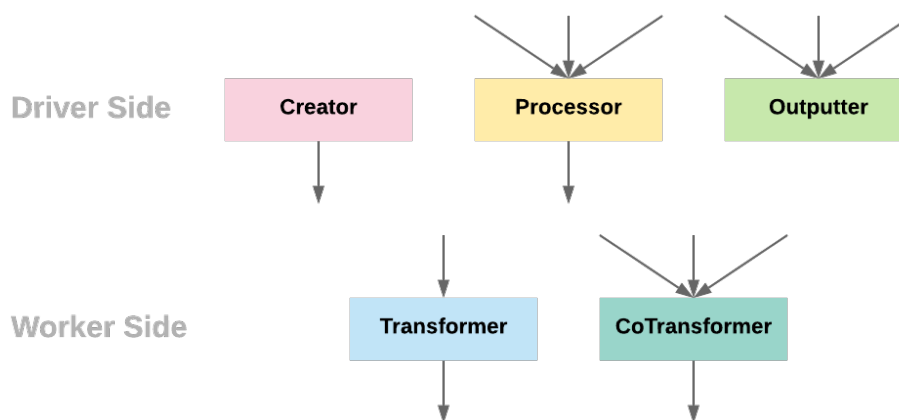 Driver Side
Creator
Processor
Outputter
Worker Side
Transformer
CoTransformer